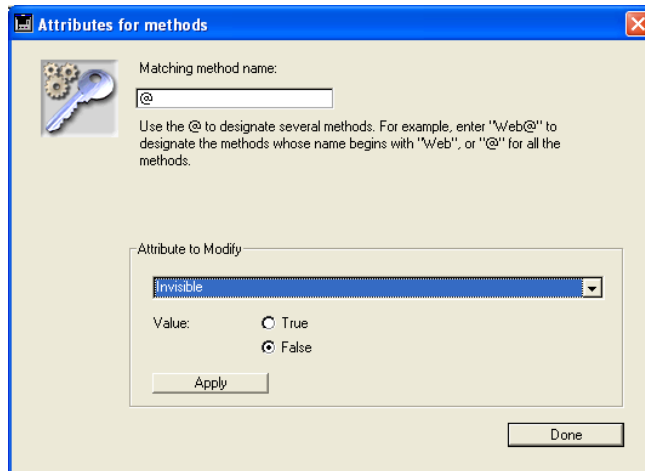 Attributes for methods
Matching method name:
@
Use the @ to designate several methods. For example, enter "Web@" to
designate the methods whose name begins with "Web", or "@" for all the
methods.
Attribute to Modify
Invisible
Value:
True
False
Apply
Done